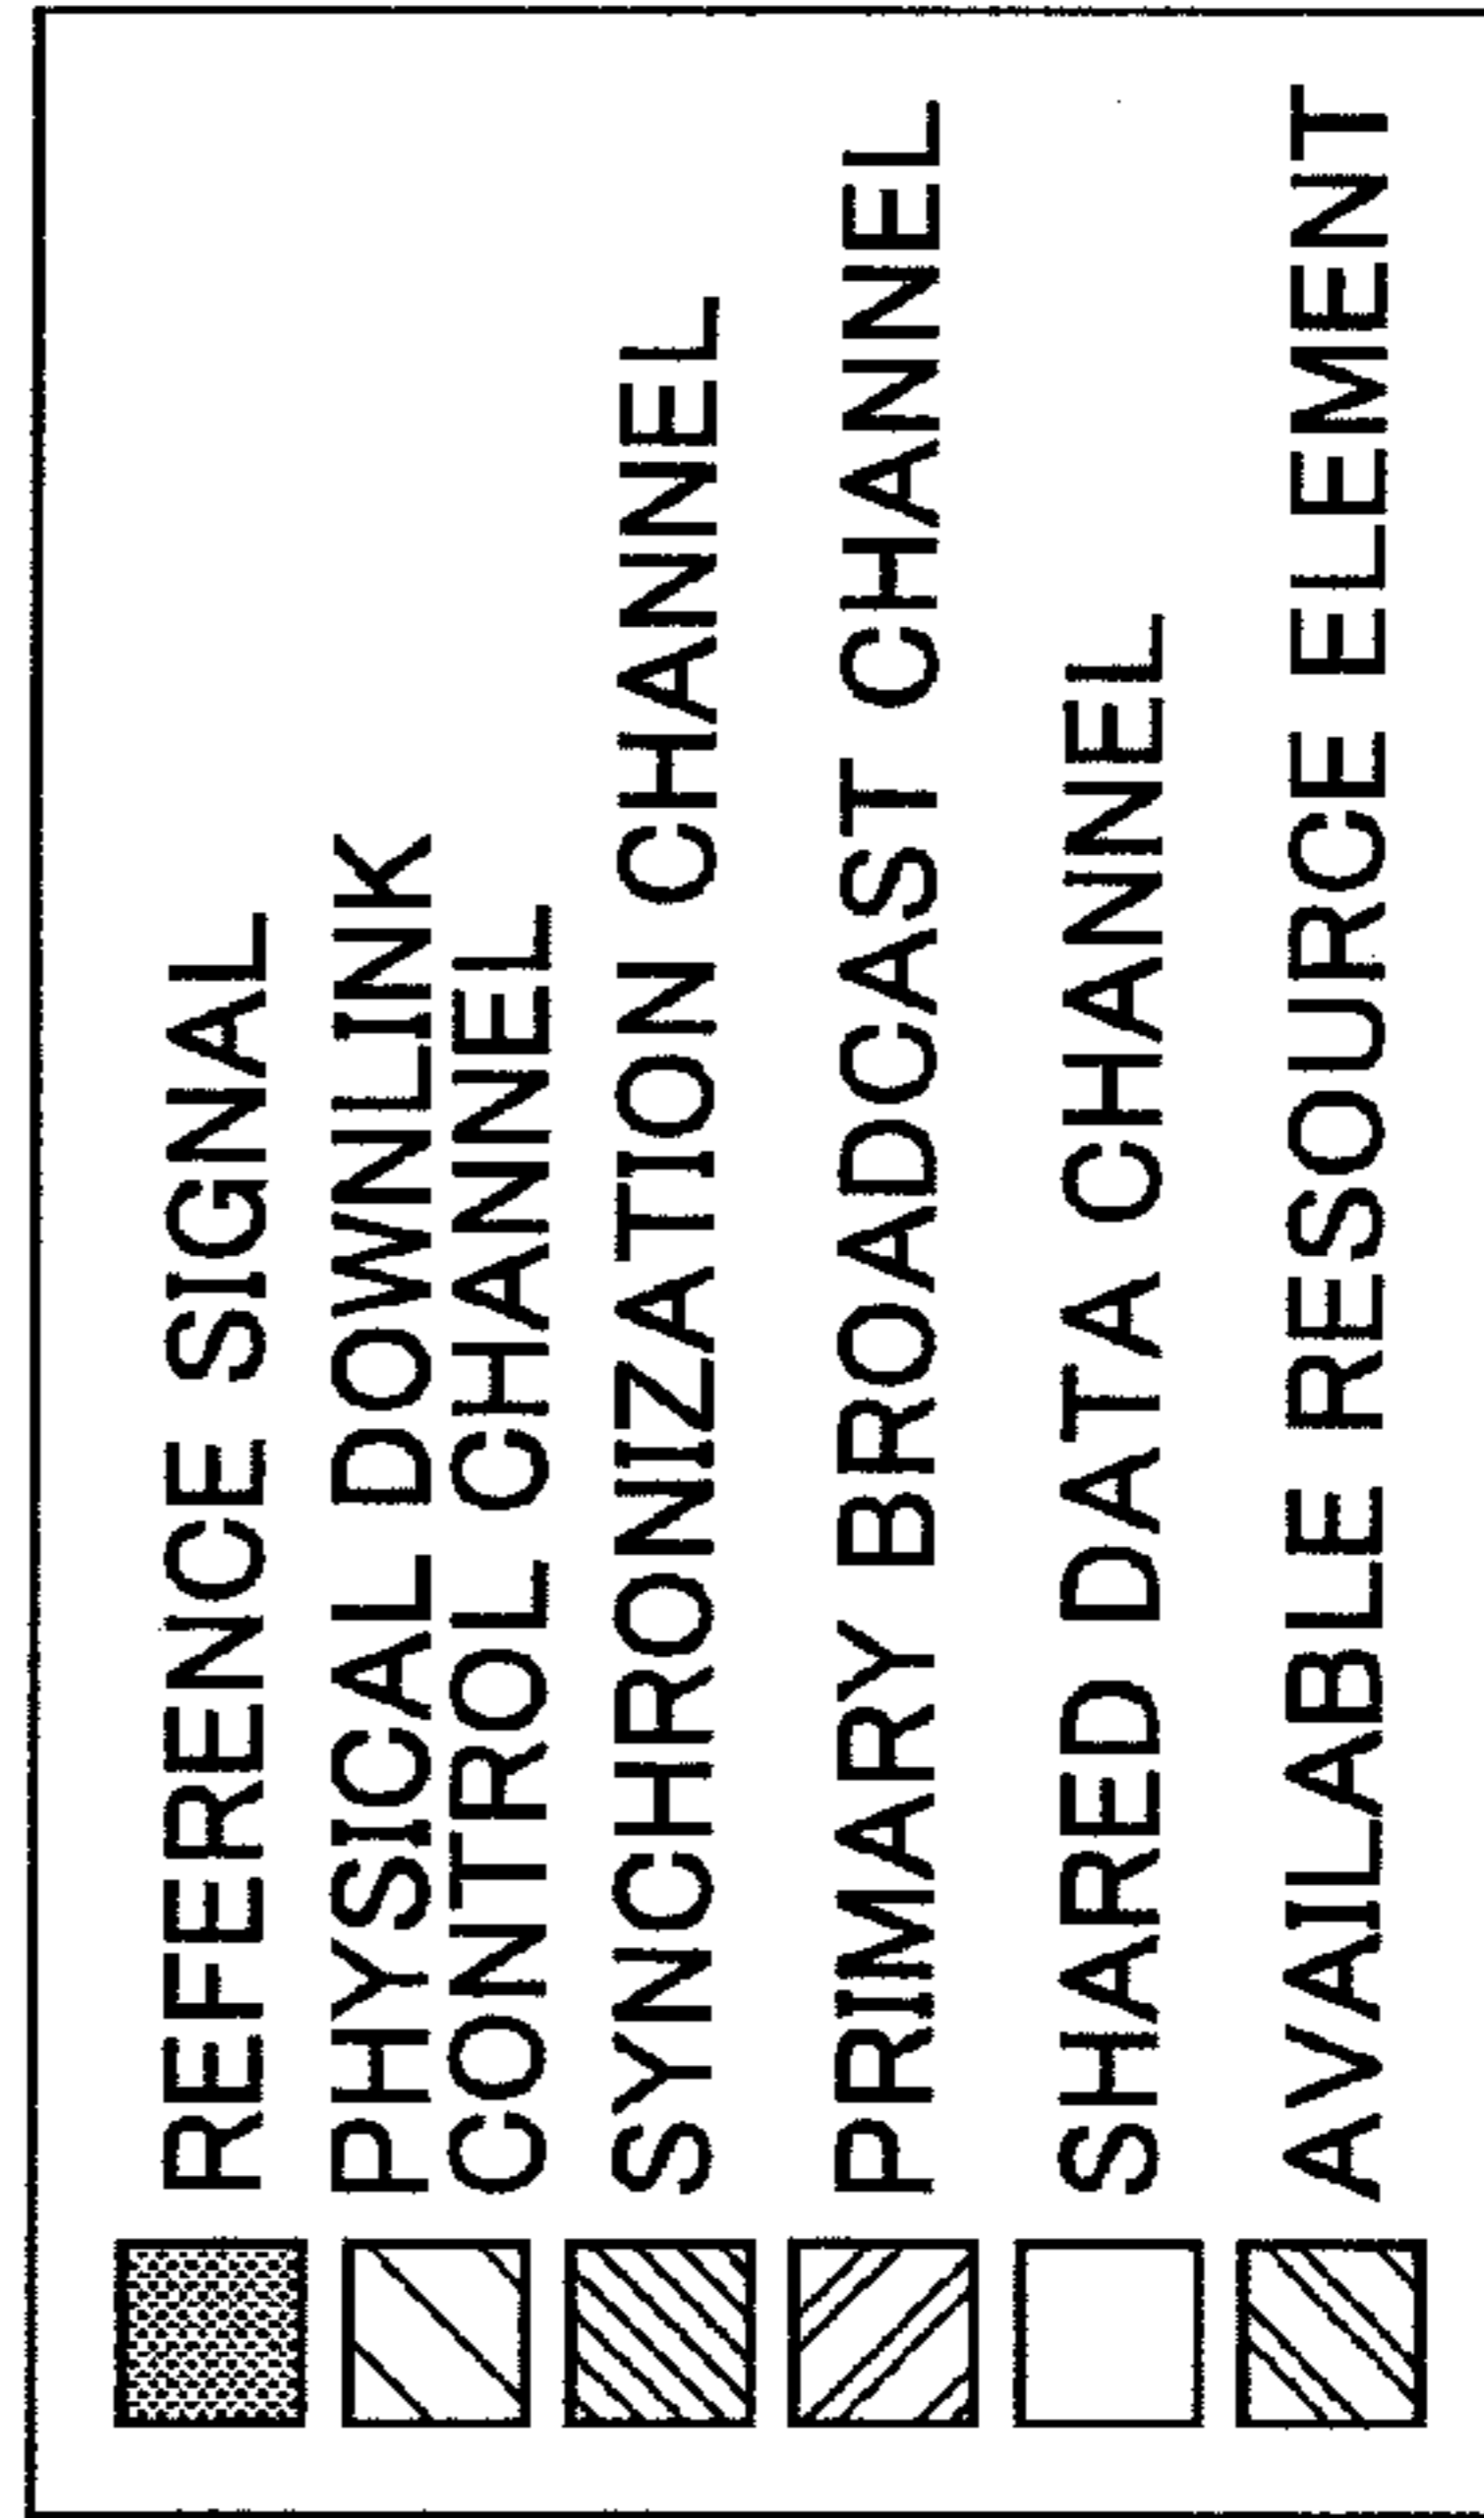 REFERENCE SIGNAL
PHYSICAL DOWNLINK
CONTROL CHANNEL
SYNCHRONIZATION CHANNEL
PRIMARY BROADCAST CHANNEL
SHARED DATA CHANNEL
AVAILABLE RESOURCE ELEMENT